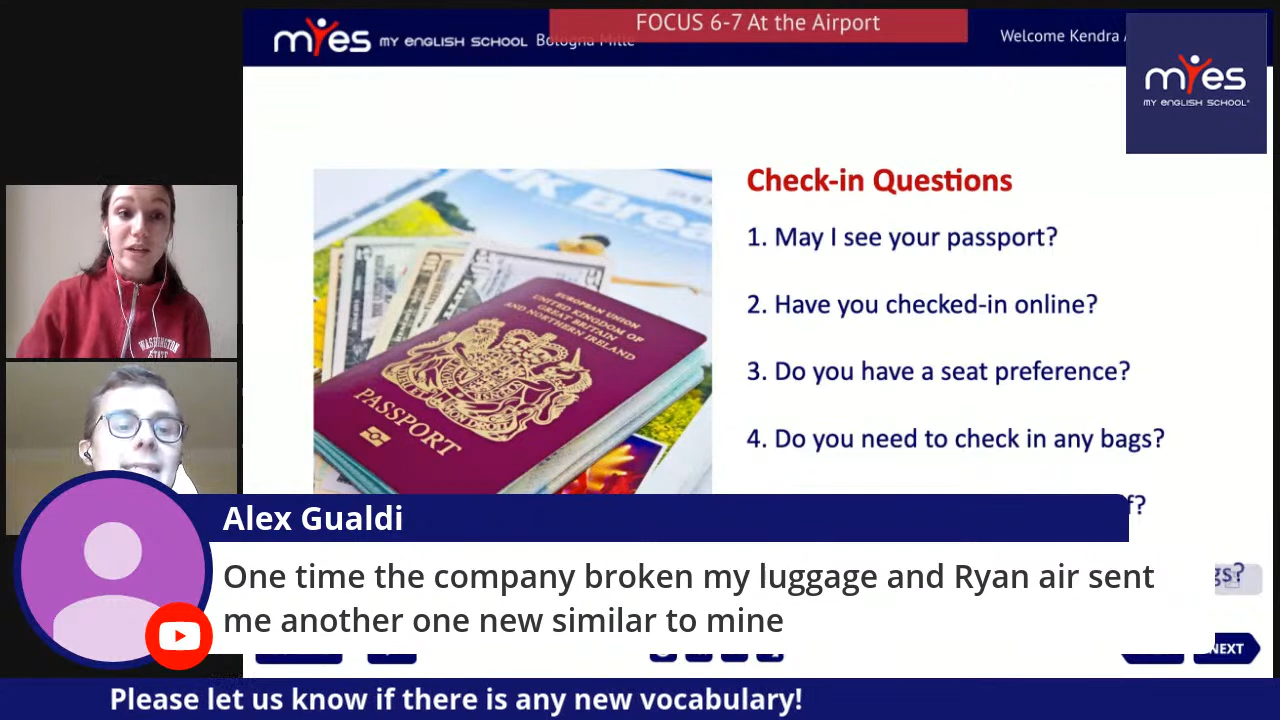 FOCUS 6-7 At the Airport
myes MY ENGLISH SCHOOL Bologna Mille
Welcome Kendra
myes
MY ENGLISH SCHOOL
Check-in Questions
1. May I see your passport?
2. Have you checked-in online?
3. Do you have a seat preference?
4. Do you need to check in any bags?
EUROPEAN UNION
UNITED KINGDOM OF
GREAT BRITAIN
AND NORTHERN IRELAND
PASSPORT
WASHINGTON
STATE
Alex Gualdi
One time the company broken my luggage and Ryan air sent
me another one new similar to mine
NEXT
Please let us know if there is any new vocabulary!